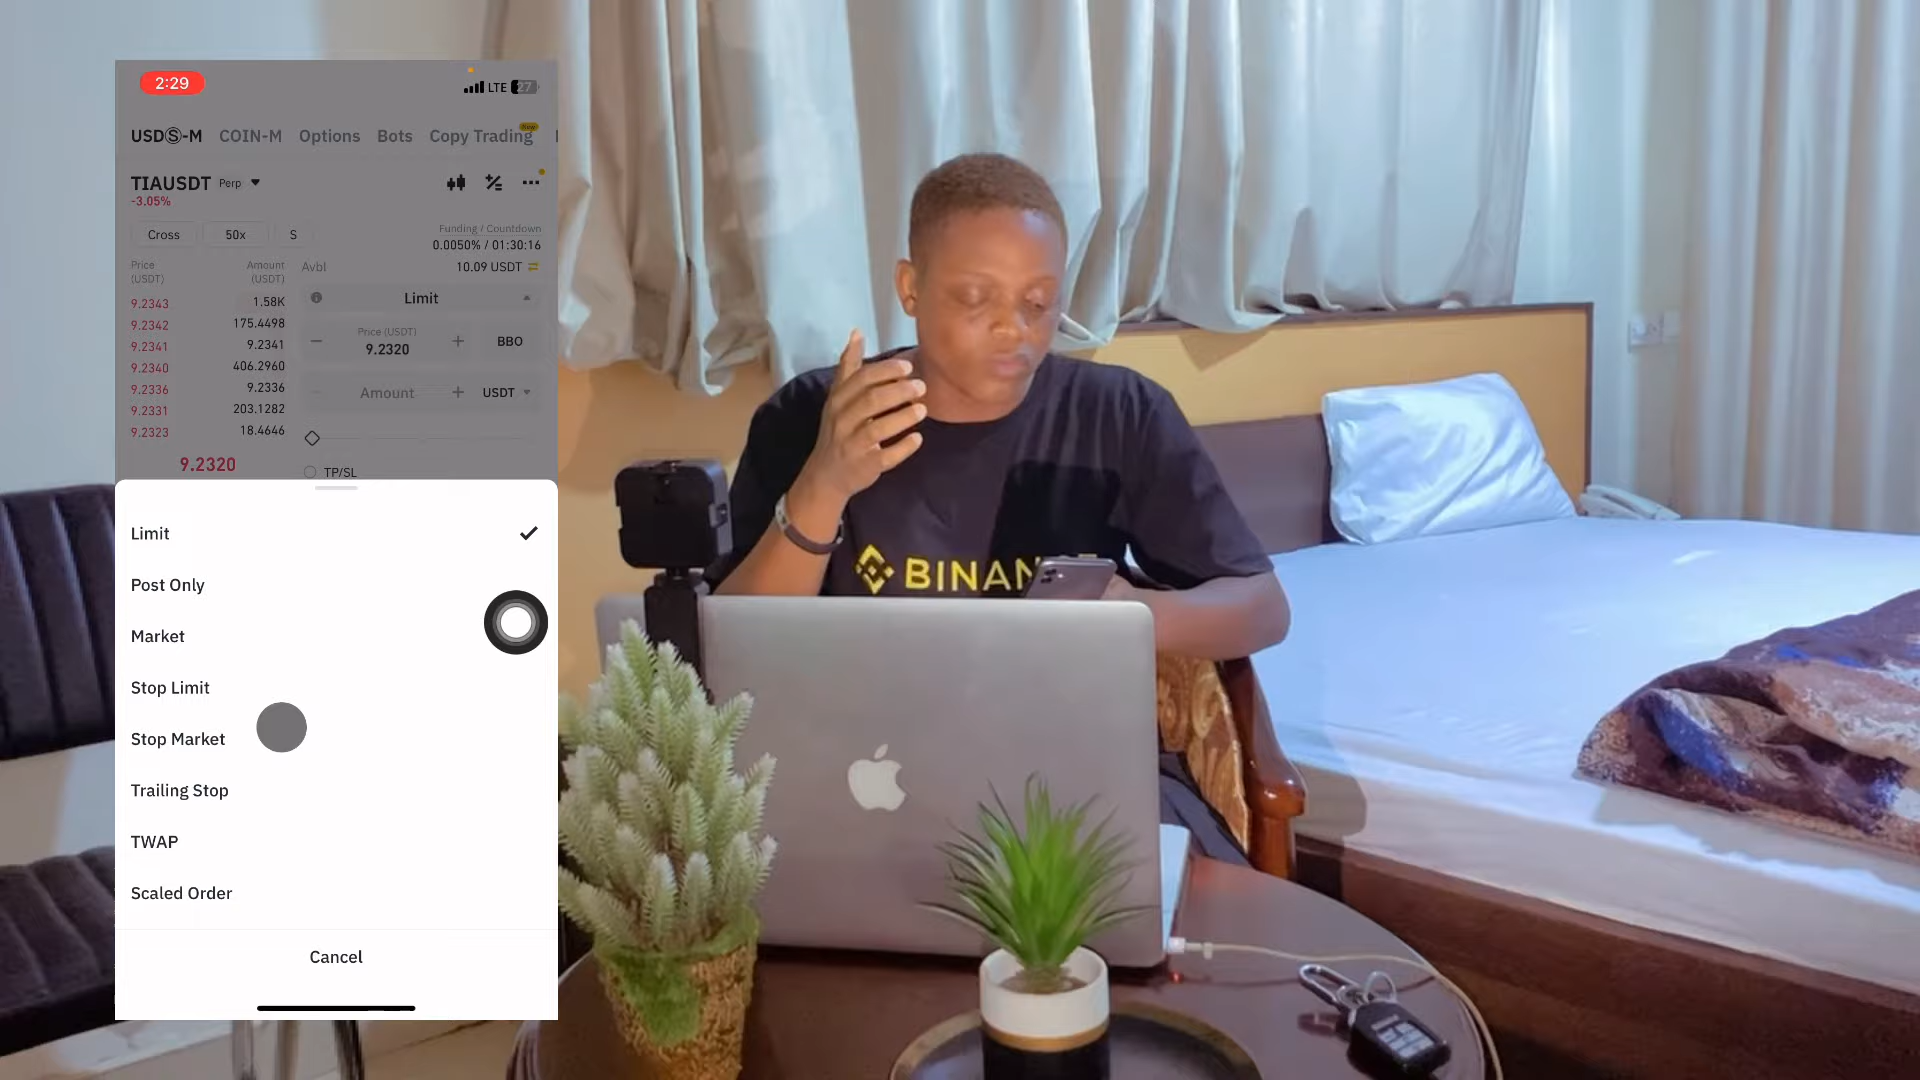 2:29
LTE 27
USDⓈ-M COIN-M Options Bots Copy Trading New
TIAUSDT Perp
-3.05%
Cross 50x S
Funding / Countdown
0.0050% / 01:30:16
Price (USDT) Amount (USDT)
Avbl 10.09 USDT
9.2343 1.58K
Limit
9.2342 175.4498
Price (USDT)
9.2341 9.2341
9.2320
BBO
9.2340 406.2960
9.2336 9.2336
Amount USDT
9.2331 203.1282
9.2323 18.4646
9.2320
TP/SL
Limit
Post Only
Market
Stop Limit
Stop Market
Trailing Stop
TWAP
Scaled Order
Cancel